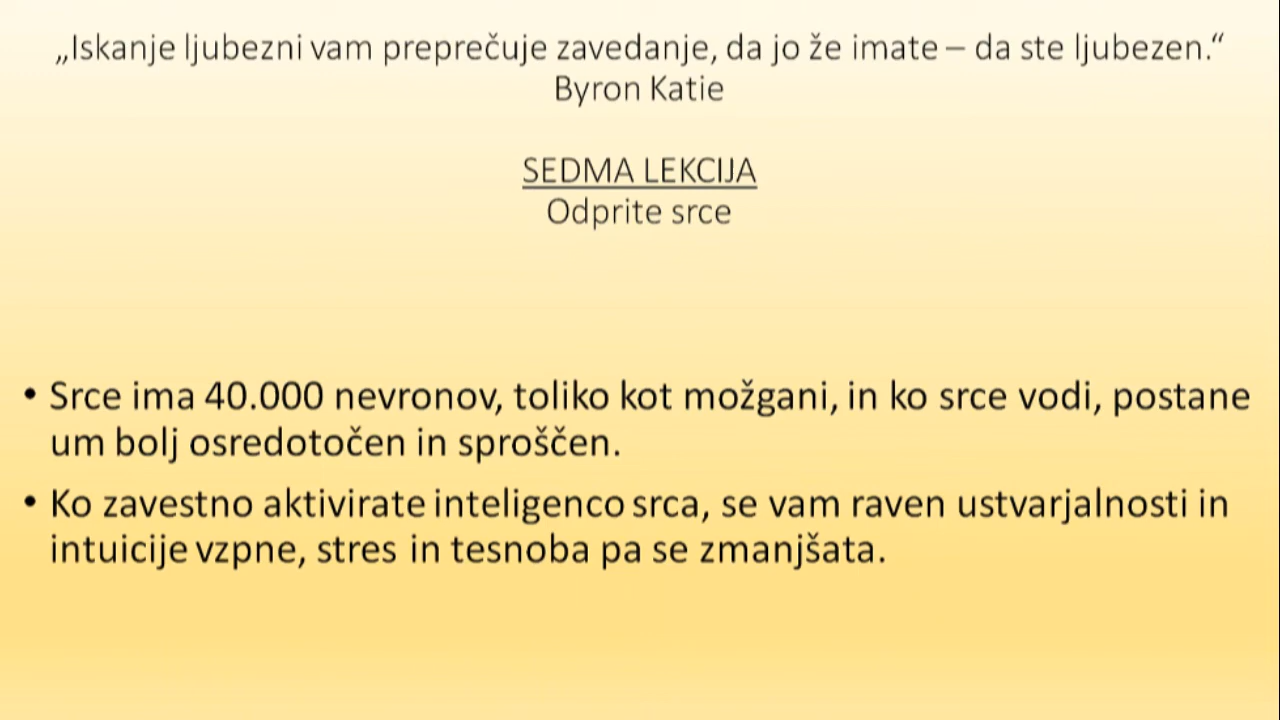 „Iskanje ljubezni vam preprečuje zavedanje, da jo že imate – da ste ljubezen.“
Byron Katie
SEDMA LEKCIJA
Odprite srce
• Srce ima 40.000 nevronov, toliko kot možgani, in ko srce vodi, postane
um bolj osredotočen in sproščen.
• Ko zavestno aktivirate inteligenco srca, se vam raven ustvarjalnosti in
intuicije vzpne, stres in tesnoba pa se zmanjšata.